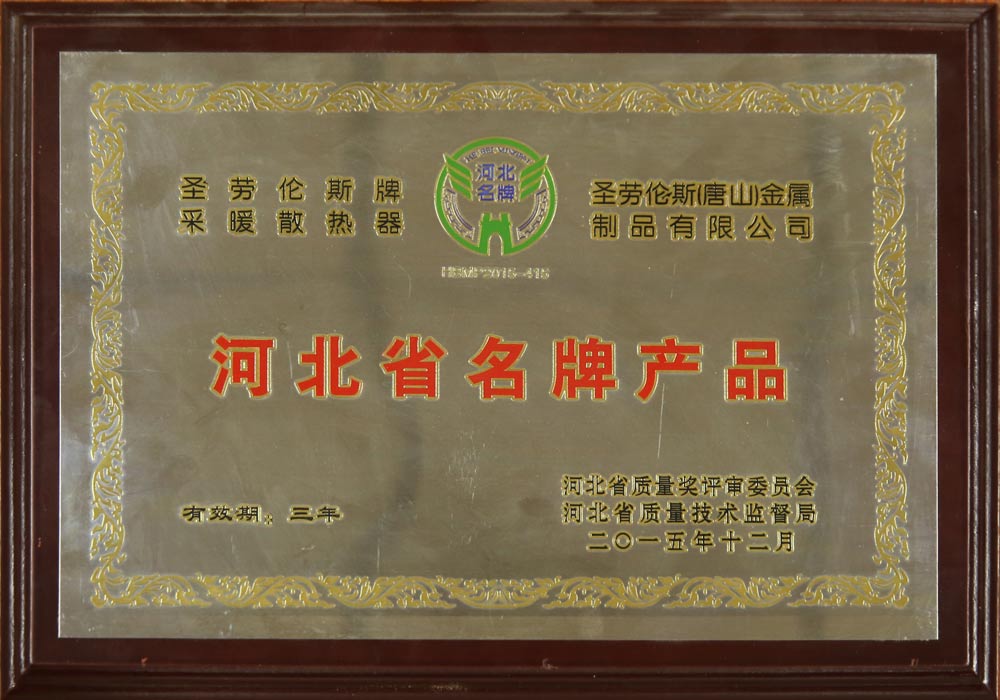 圣劳伦斯牌
采暖散热器
河北
名牌
HBMP2015-415
圣劳伦斯(唐山)金属
制品有限公司
河北省名牌产品
有效期：三年
河北省质量奖评审委员会
河北省质量技术监督局
二〇一五年十二月